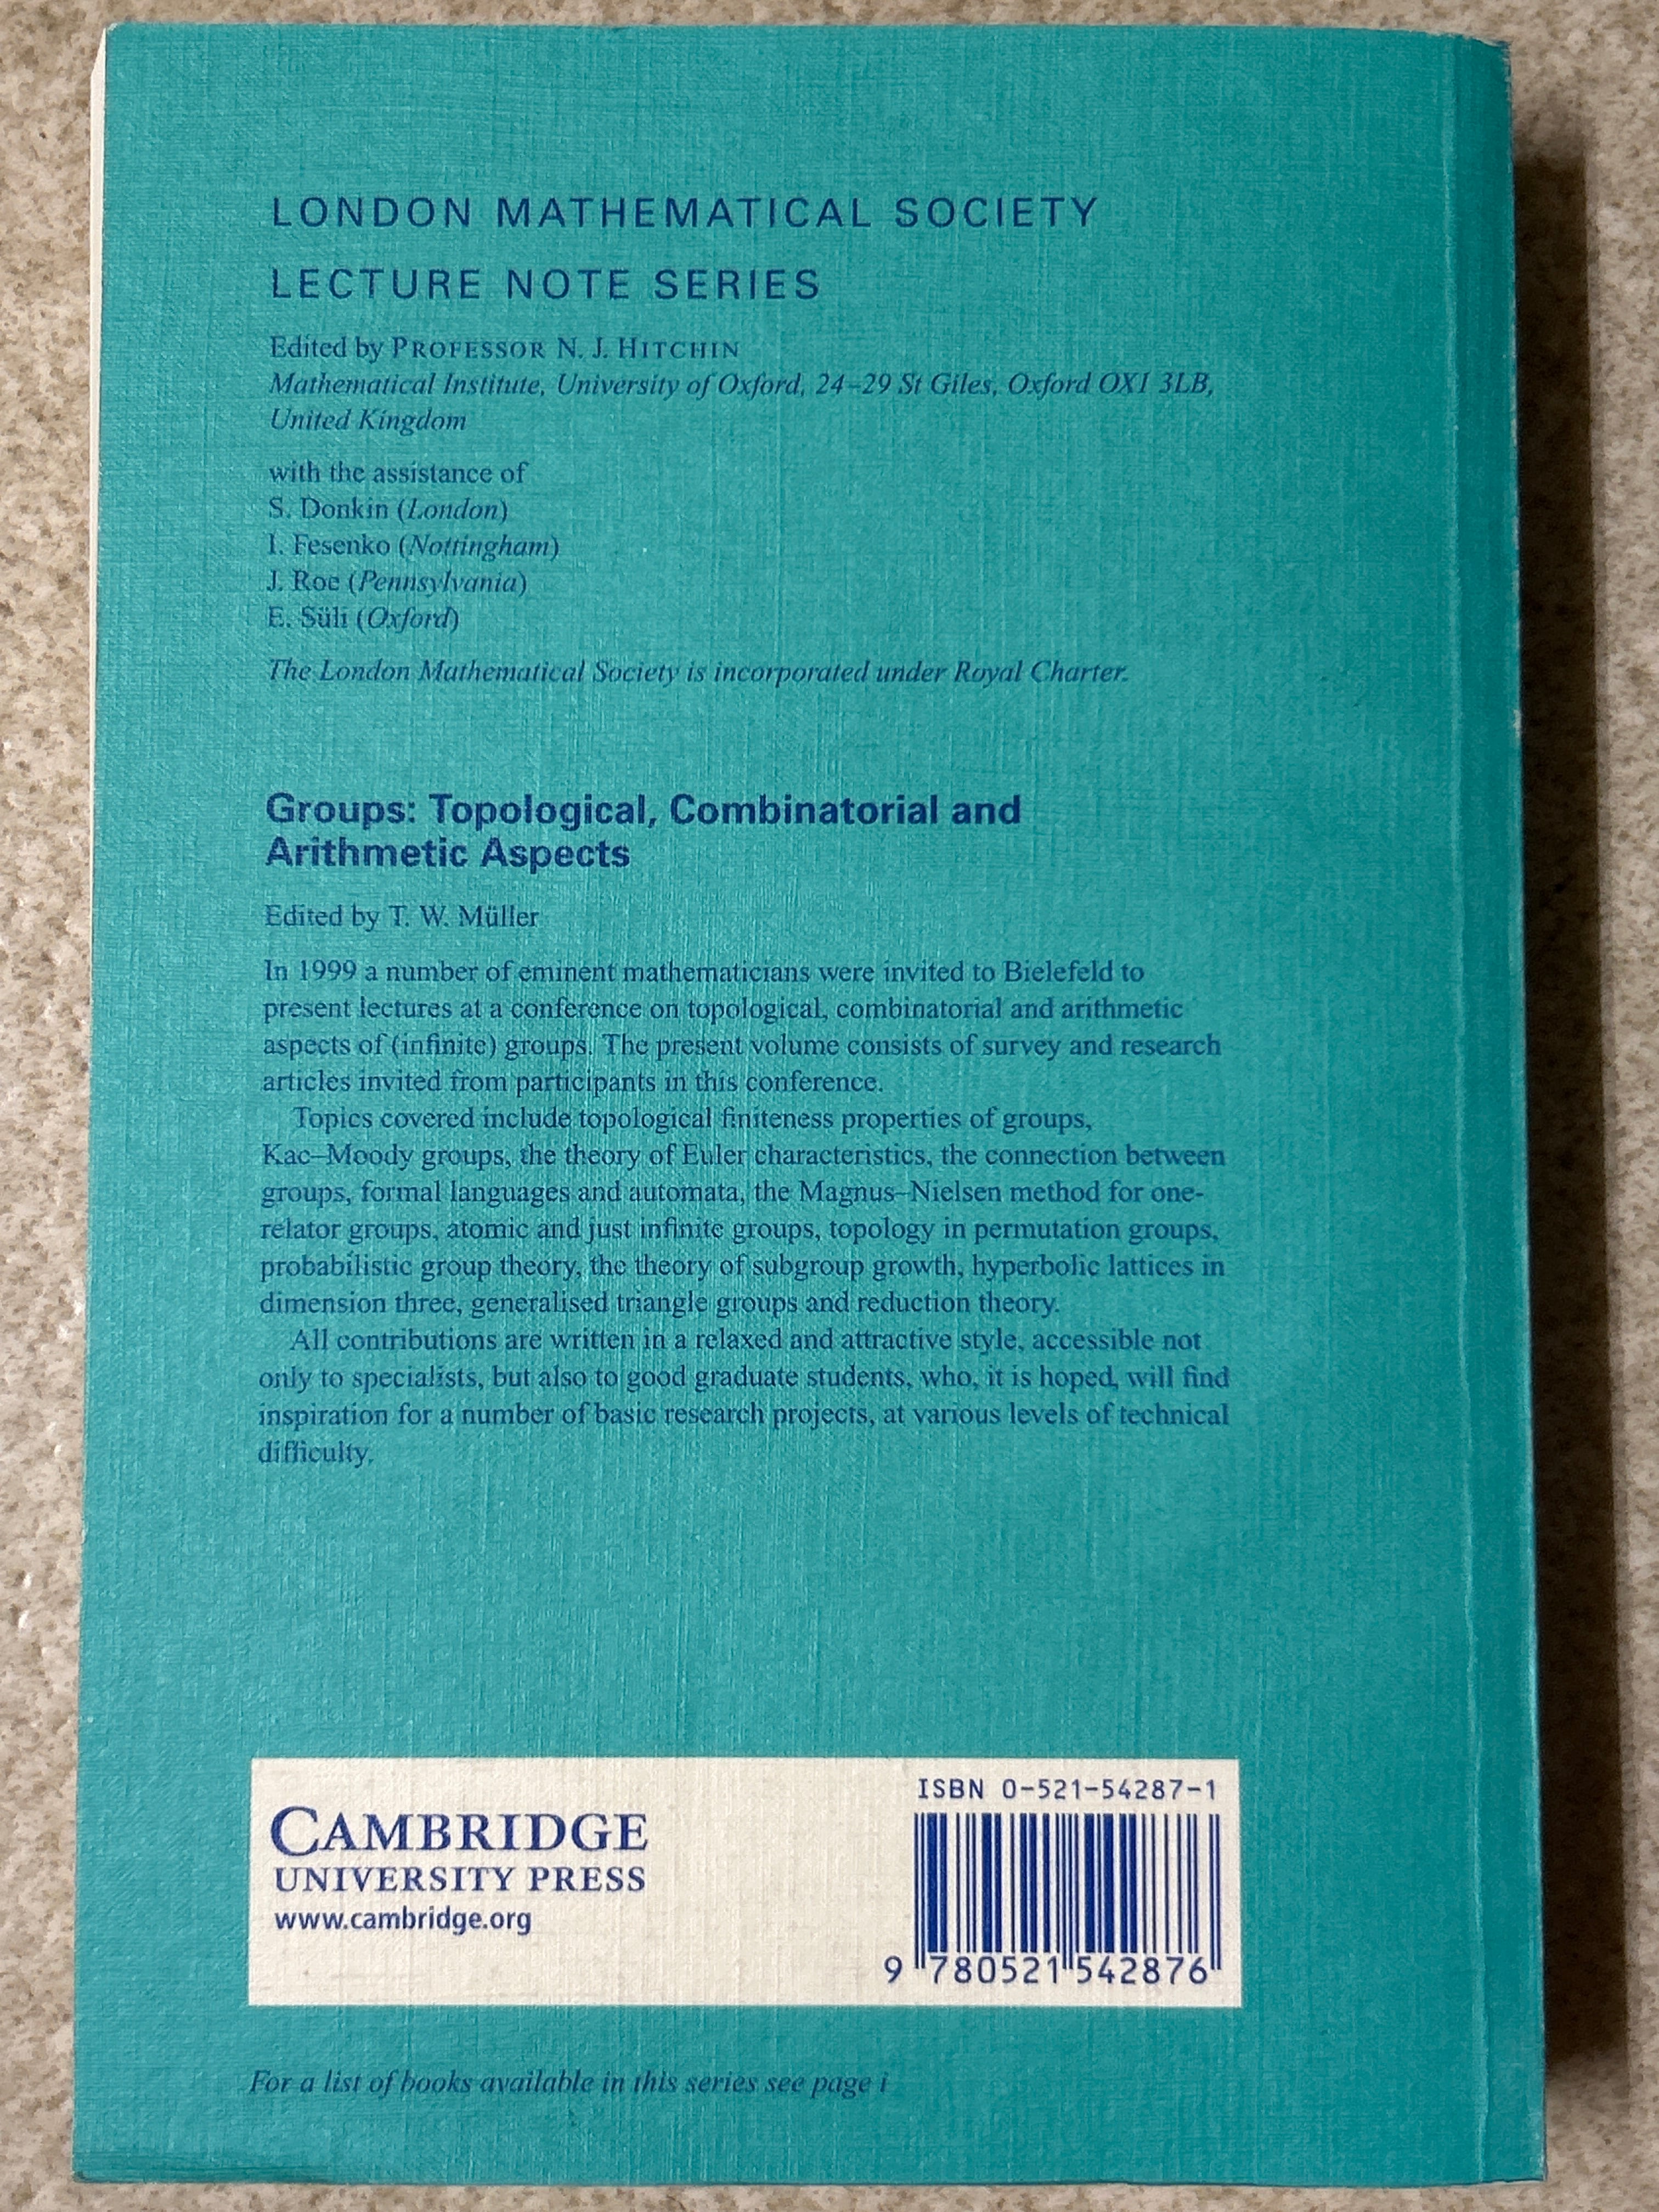 LONDON MATHEMATICAL SOCIETY
LECTURE NOTE SERIES
Edited by PROFESSOR N. J. HITCHIN
Mathematical Institute, University of Oxford, 24–29 St Giles, Oxford OX1 3LB,
United Kingdom
with the assistance of
S. Donkin (London)
I. Fesenko (Nottingham)
J. Roe (Pennsylvania)
E. Süli (Oxford)
The London Mathematical Society is incorporated under Royal Charter.
Groups: Topological, Combinatorial and
Arithmetic Aspects
Edited by T. W. Müller
In 1999 a number of eminent mathematicians were invited to Bielefeld to
present lectures at a conference on topological, combinatorial and arithmetic
aspects of (infinite) groups. The present volume consists of survey and research
articles invited from participants in this conference.
Topics covered include topological finiteness properties of groups,
Kac–Moody groups, the theory of Euler characteristics, the connection between
groups, formal languages and automata, the Magnus–Nielsen method for one-
relator groups, atomic and just infinite groups, topology in permutation groups,
probabilistic group theory, the theory of subgroup growth, hyperbolic lattices in
dimension three, generalised triangle groups and reduction theory.
All contributions are written in a relaxed and attractive style, accessible not
only to specialists, but also to good graduate students, who, it is hoped, will find
inspiration for a number of basic research projects, at various levels of technical
difficulty.
CAMBRIDGE
UNIVERSITY PRESS
www.cambridge.org
ISBN 0-521-54287-1
9 780521 542876
For a list of books available in this series see page i